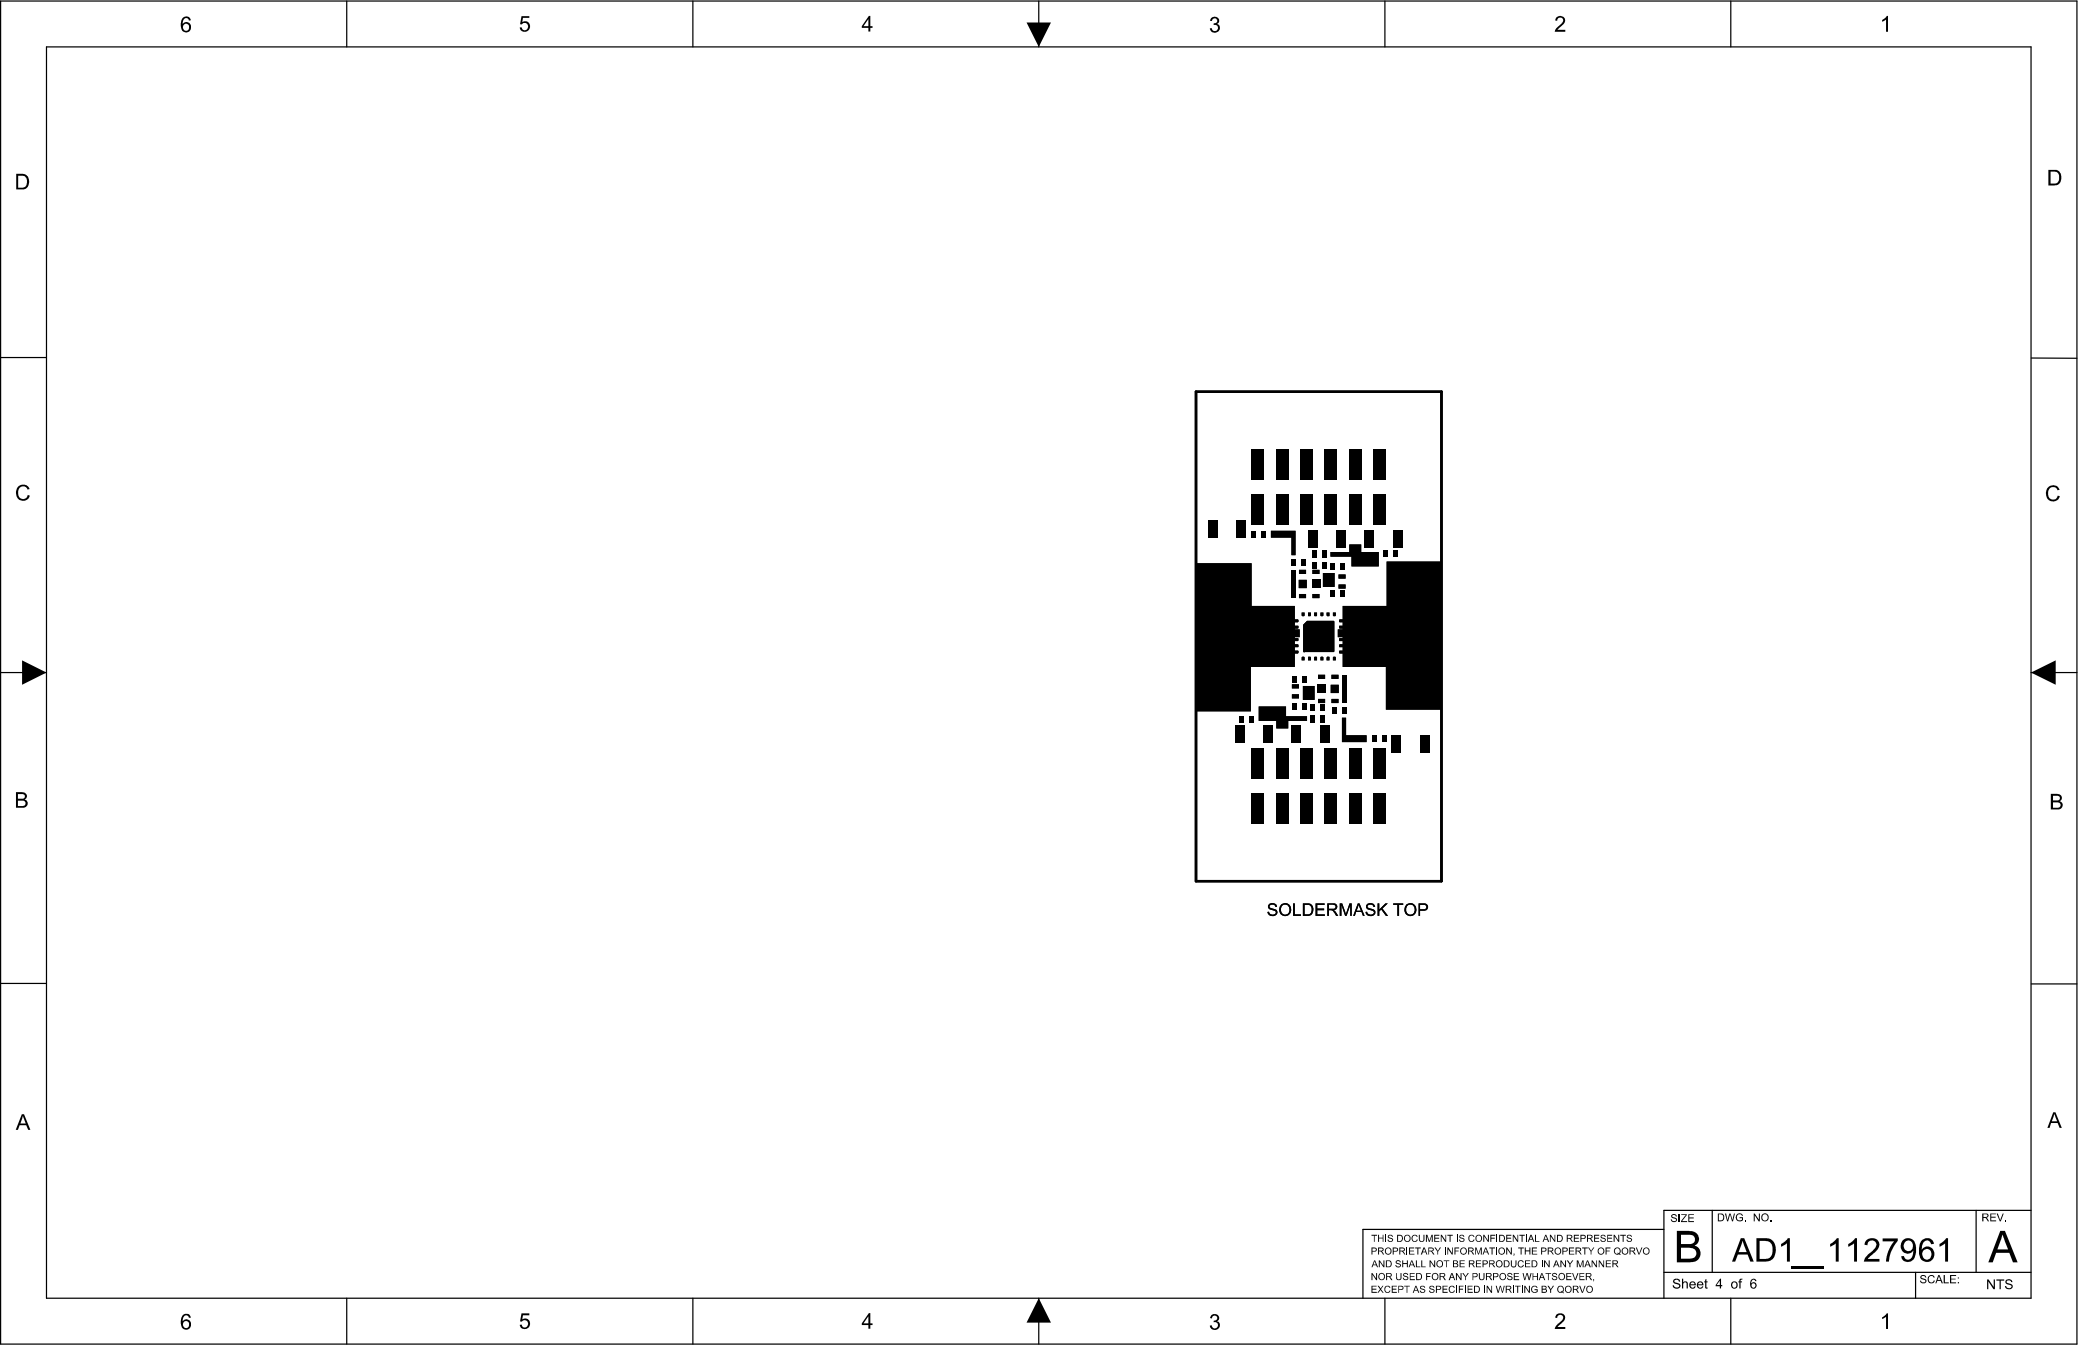 6 5 4 3 2 1
D D
C C
B B
A A
SOLDERMASK TOP
THIS DOCUMENT IS CONFIDENTIAL AND REPRESENTS
PROPRIETARY INFORMATION, THE PROPERTY OF QORVO
AND SHALL NOT BE REPRODUCED IN ANY MANNER
NOR USED FOR ANY PURPOSE WHATSOEVER,
EXCEPT AS SPECIFIED IN WRITING BY QORVO
SIZE DWG. NO. REV.
B AD1__1127961 A
Sheet 4 of 6 SCALE: NTS
6 5 4 3 2 1